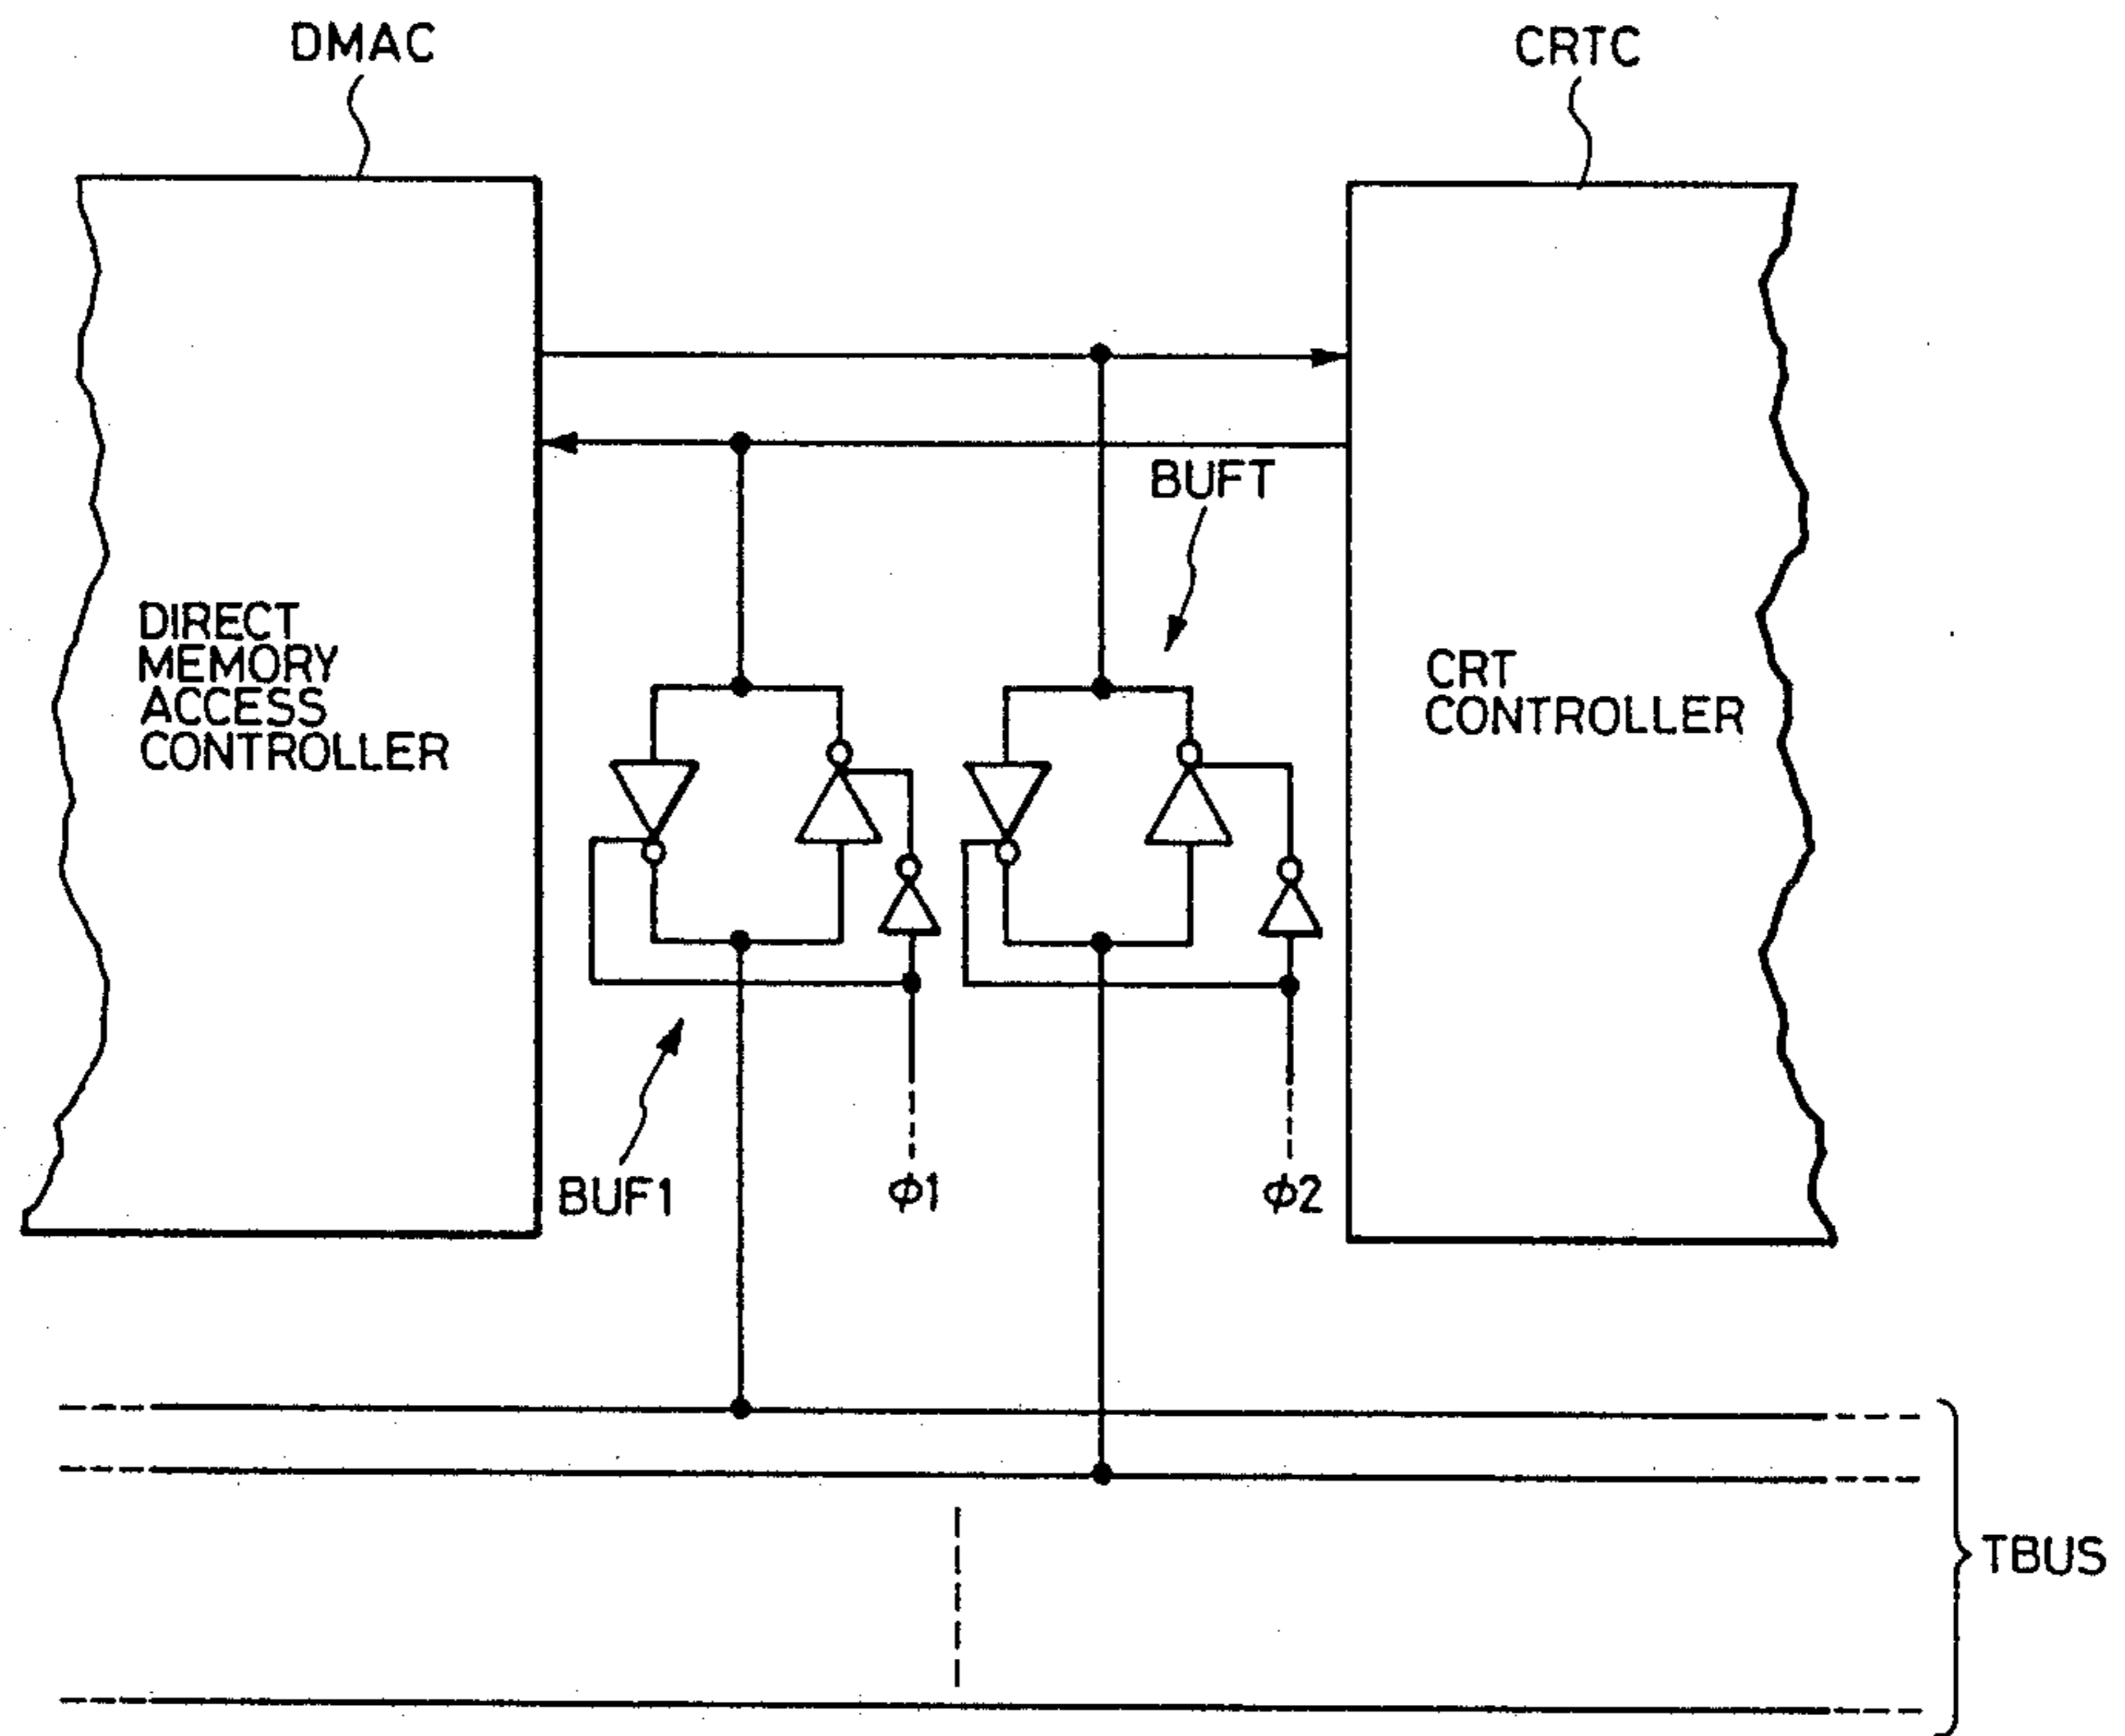 DMAC
CRTC
BUFT
DIRECT
MEMORY
ACCESS
CONTROLLER
CRT
CONTROLLER
BUF1
φ1
φ2
TBUS